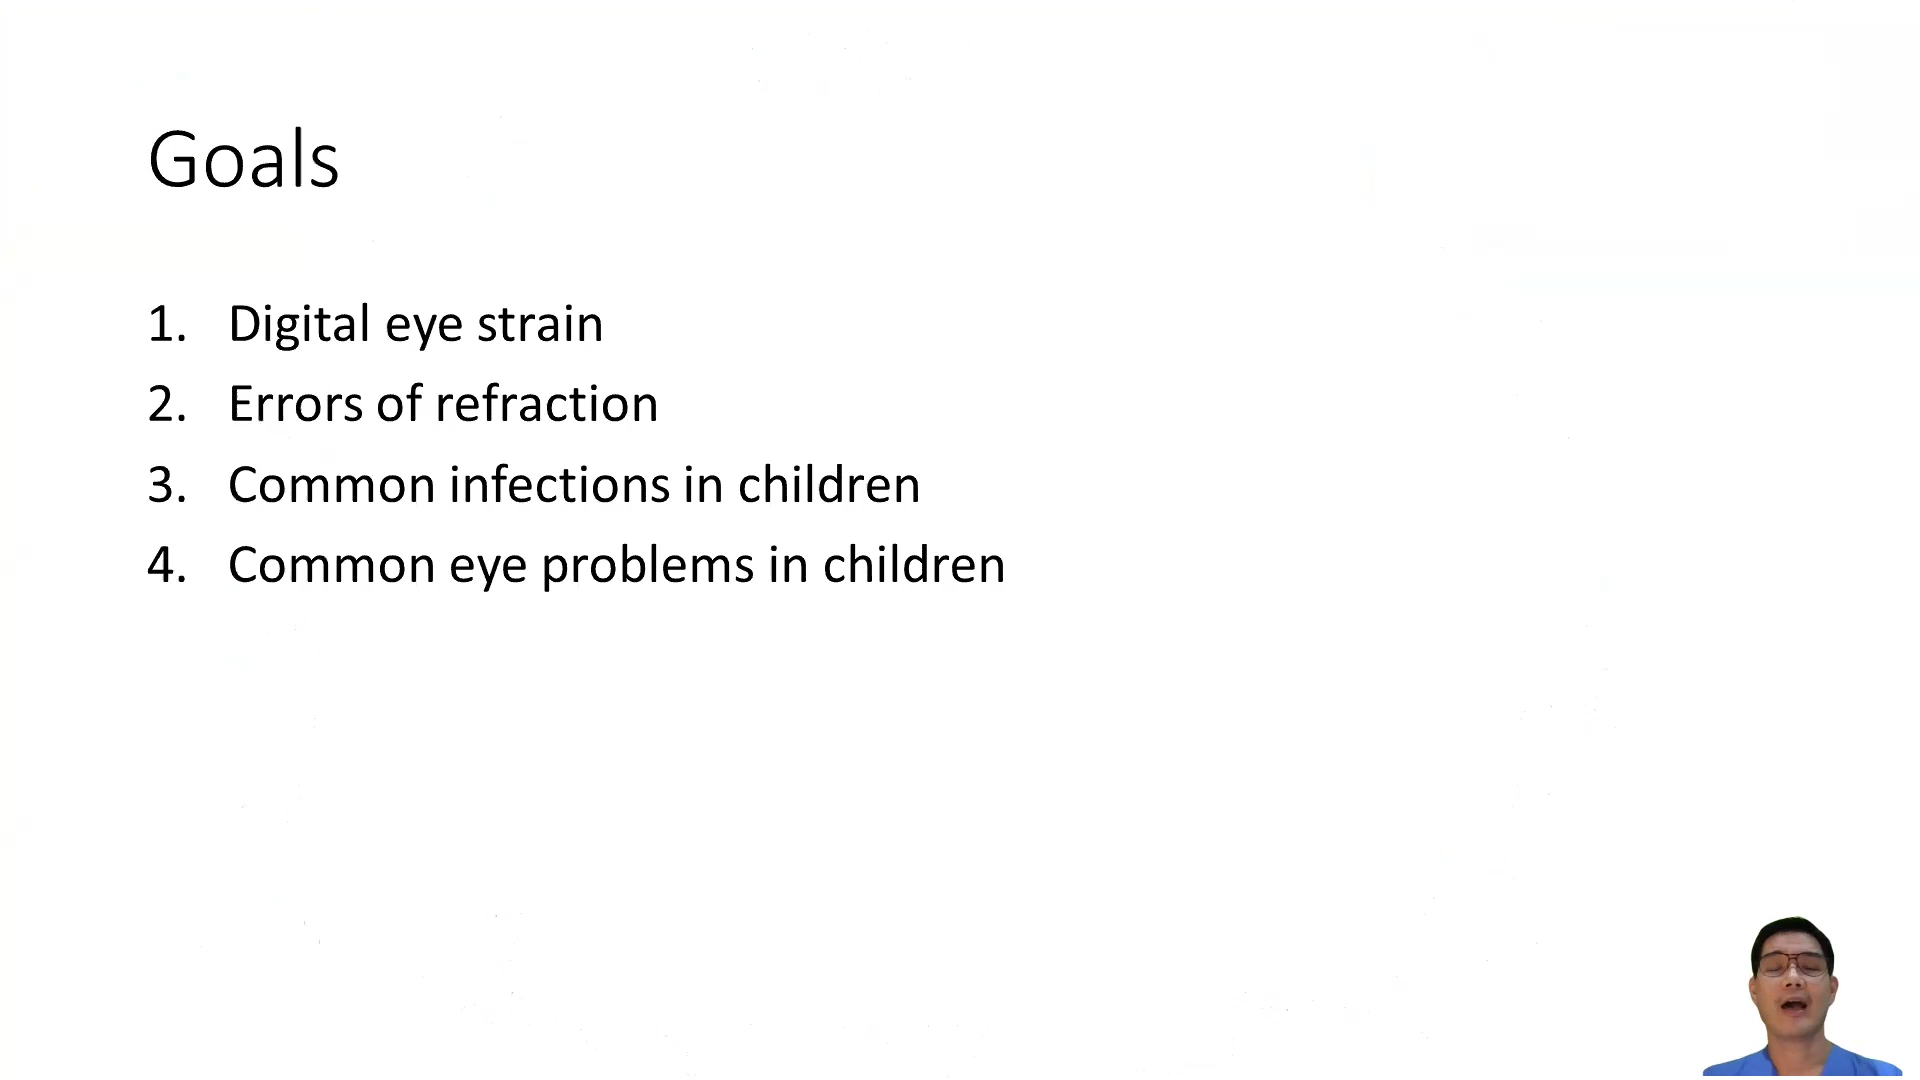 Goals
1. Digital eye strain
2. Errors of refraction
3. Common infections in children
4. Common eye problems in children